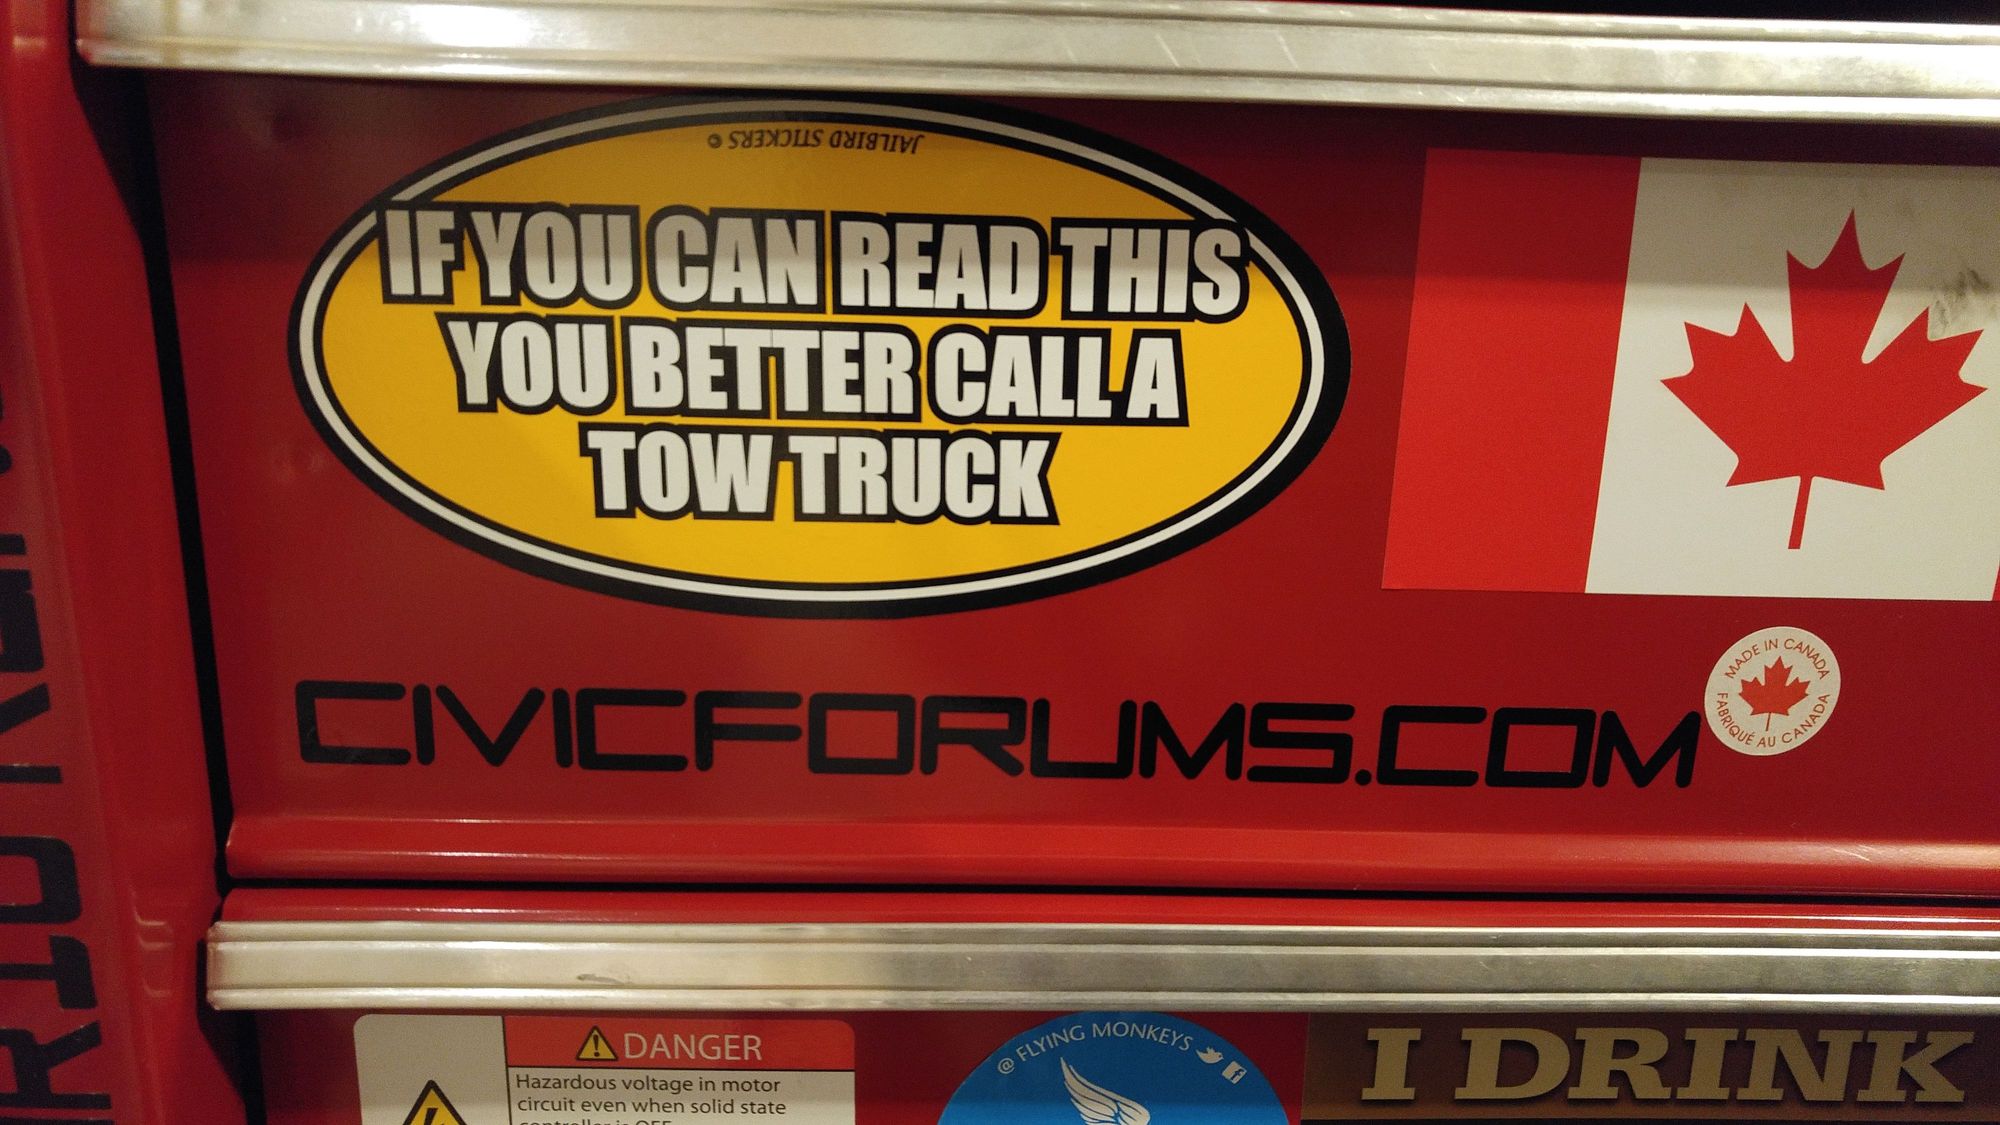 JAILBIRD STICKERS ©
IF YOU CAN READ THIS
YOU BETTER CALL A
TOW TRUCK
CIVICFORUMS.COM
MADE IN CANADA
FABRIQUÉ AU CANADA
DANGER
Hazardous voltage in motor
circuit even when solid state
@ FLYING MONKEYS
I DRINK